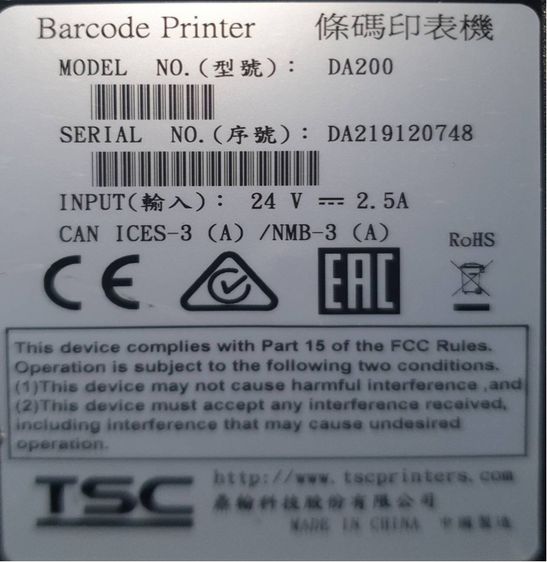 Barcode Printer 條碼印表機
MODEL NO.(型號): DA200
SERIAL NO.(序號): DA219120748
INPUT(輸入): 24 V ⎓ 2.5A
CAN ICES-3 (A) /NMB-3 (A)
RoHS
CE EAC
This device complies with Part 15 of the FCC Rules.
Operation is subject to the following two conditions.
(1)This device may not cause harmful interference ,and
(2)This device must accept any interference received,
including interference that may cause undesired
operation.
TSC http://www.tscprinters.com
鼎翰科技股份有限公司
MADE IN CHINA 中國製造